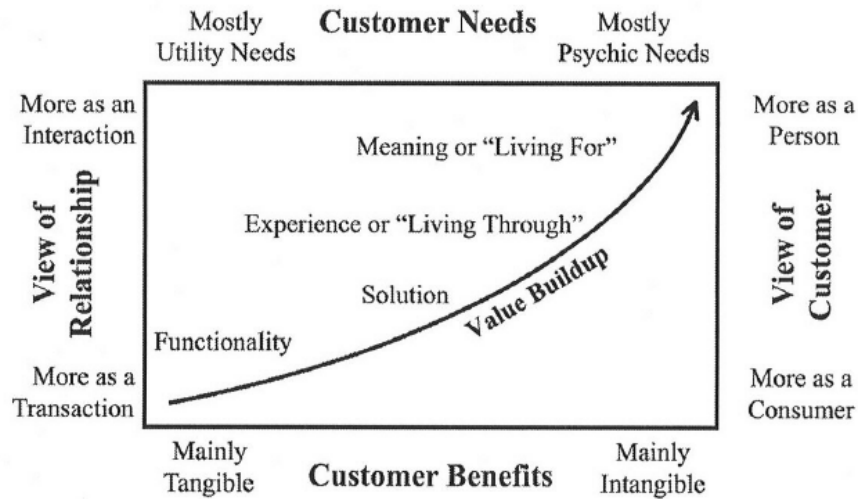 Mostly
Utility Needs
Customer Needs
Mostly
Psychic Needs
More as an
Interaction
View of
Relationship
More as a
Transaction
Meaning or “Living For”
Experience or “Living Through”
Solution
Value Buildup
Functionality
More as a
Person
View of
Customer
More as a
Consumer
Mainly
Tangible
Customer Benefits
Mainly
Intangible